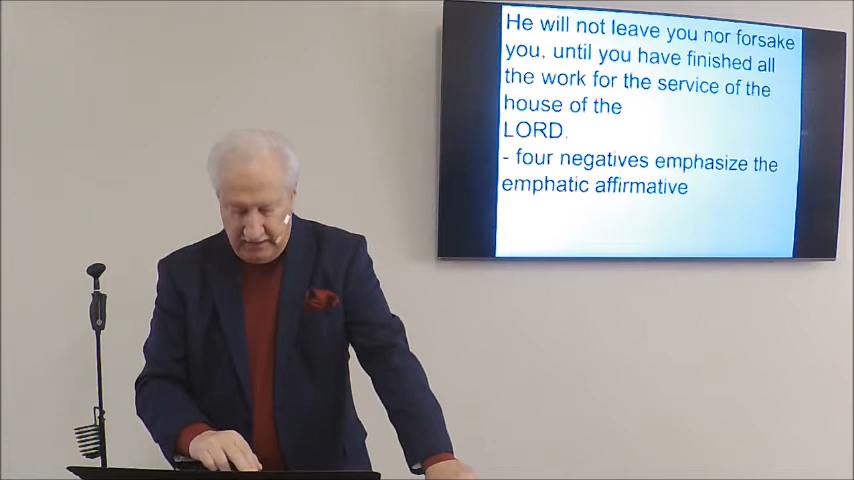 He will not leave you nor forsake
you, until you have finished all
the work for the service of the
house of the
LORD.
- four negatives emphasize the
emphatic affirmative